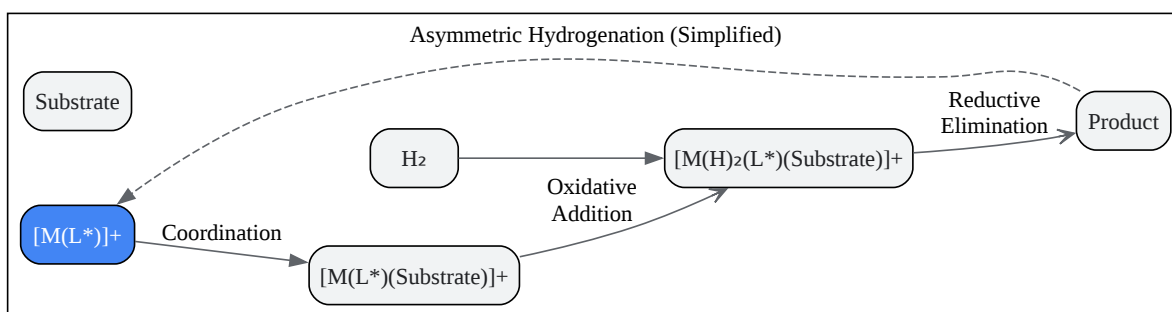 Asymmetric Hydrogenation (Simplified)
Substrate
H₂
[M(L*)]+
Coordination
[M(L*)(Substrate)]+
Oxidative
Addition
[M(H)₂(L*)(Substrate)]+
Reductive
Elimination
Product